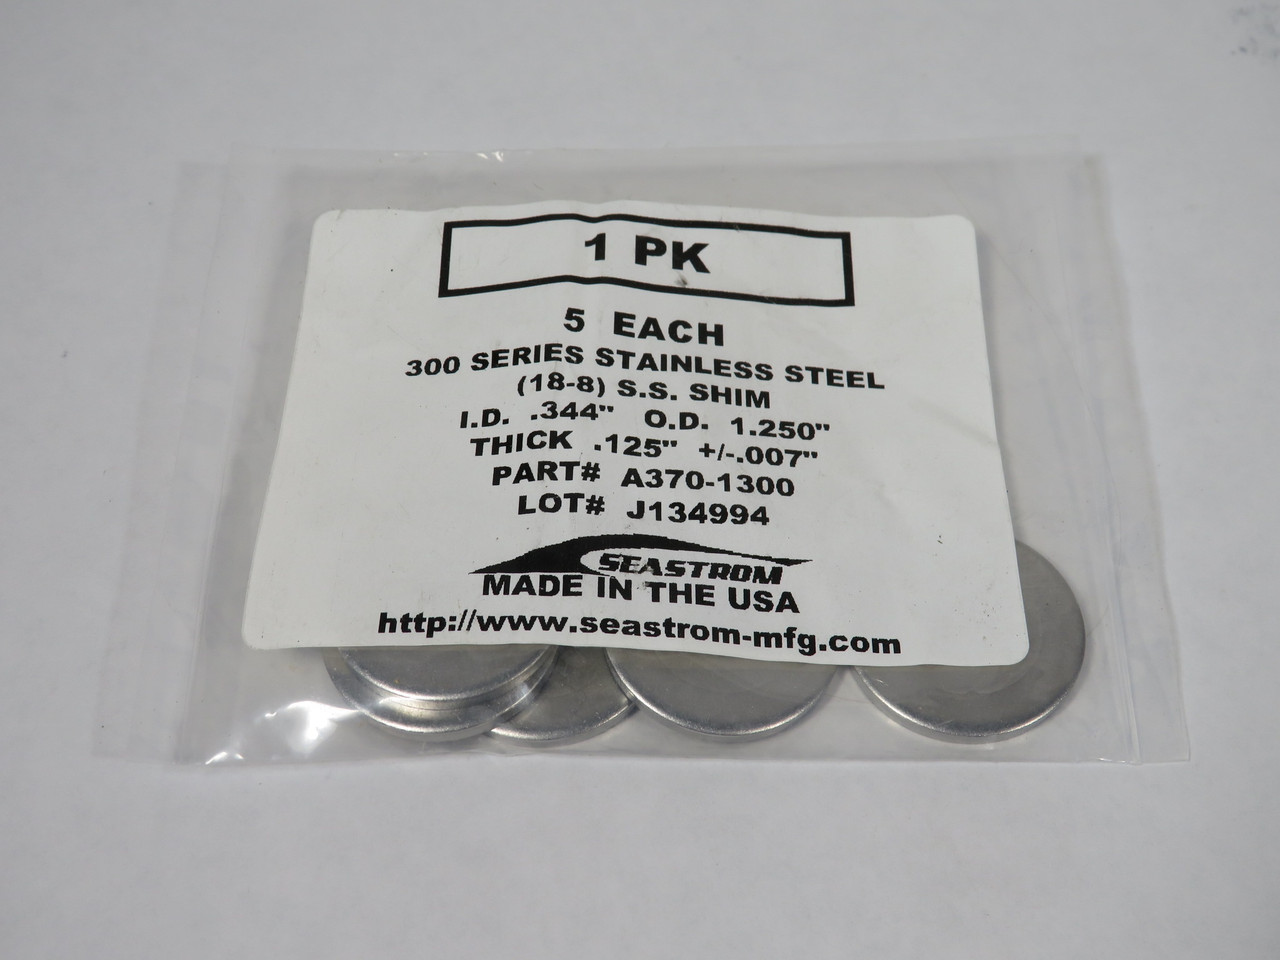 1 PK
5 EACH
300 SERIES STAINLESS STEEL
(18-8) S.S. SHIM
I.D. .344" O.D. 1.250"
THICK .125" +/-.007"
PART# A370-1300
LOT# J134994
SEASTROM
MADE IN THE USA
http://www.seastrom-mfg.com